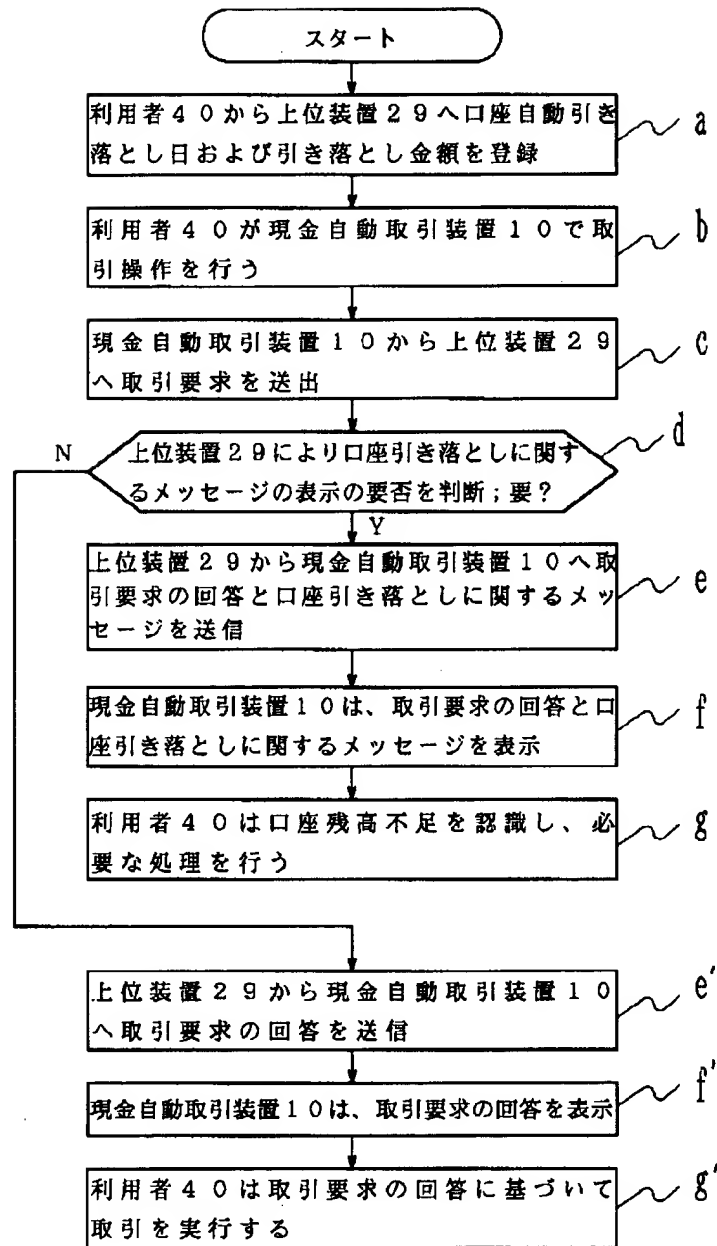 スタート
利用者40から上位装置29へ口座自動引き
落とし日および引き落とし金額を登録
a
利用者40が現金自動取引装置10で取
引操作を行う
b
現金自動取引装置10から上位装置29
へ取引要求を送出
c
N
上位装置29により口座引き落としに関す
るメッセージの表示の要否を判断;要?
d
Y
上位装置29から現金自動取引装置10へ取
引要求の回答と口座引き落としに関するメッ
セージを送信
e
現金自動取引装置10は、取引要求の回答と口
座引き落としに関するメッセージを表示
f
利用者40は口座残高不足を認識し、必
要な処理を行う
g
上位装置29から現金自動取引装置10
へ取引要求の回答を送信
e'
現金自動取引装置10は、取引要求の回答を表示
f'
利用者40は取引要求の回答に基づいて
取引を実行する
g'